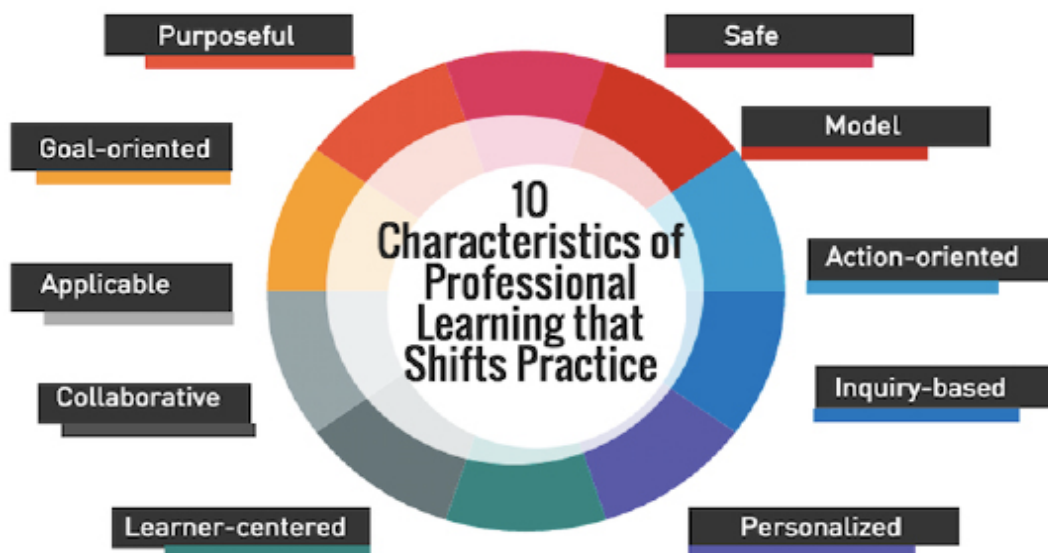 Purposeful
Safe
Goal-oriented
Model
10
Characteristics of
Professional
Learning that
Shifts Practice
Applicable
Action-oriented
Collaborative
Inquiry-based
Learner-centered
Personalized